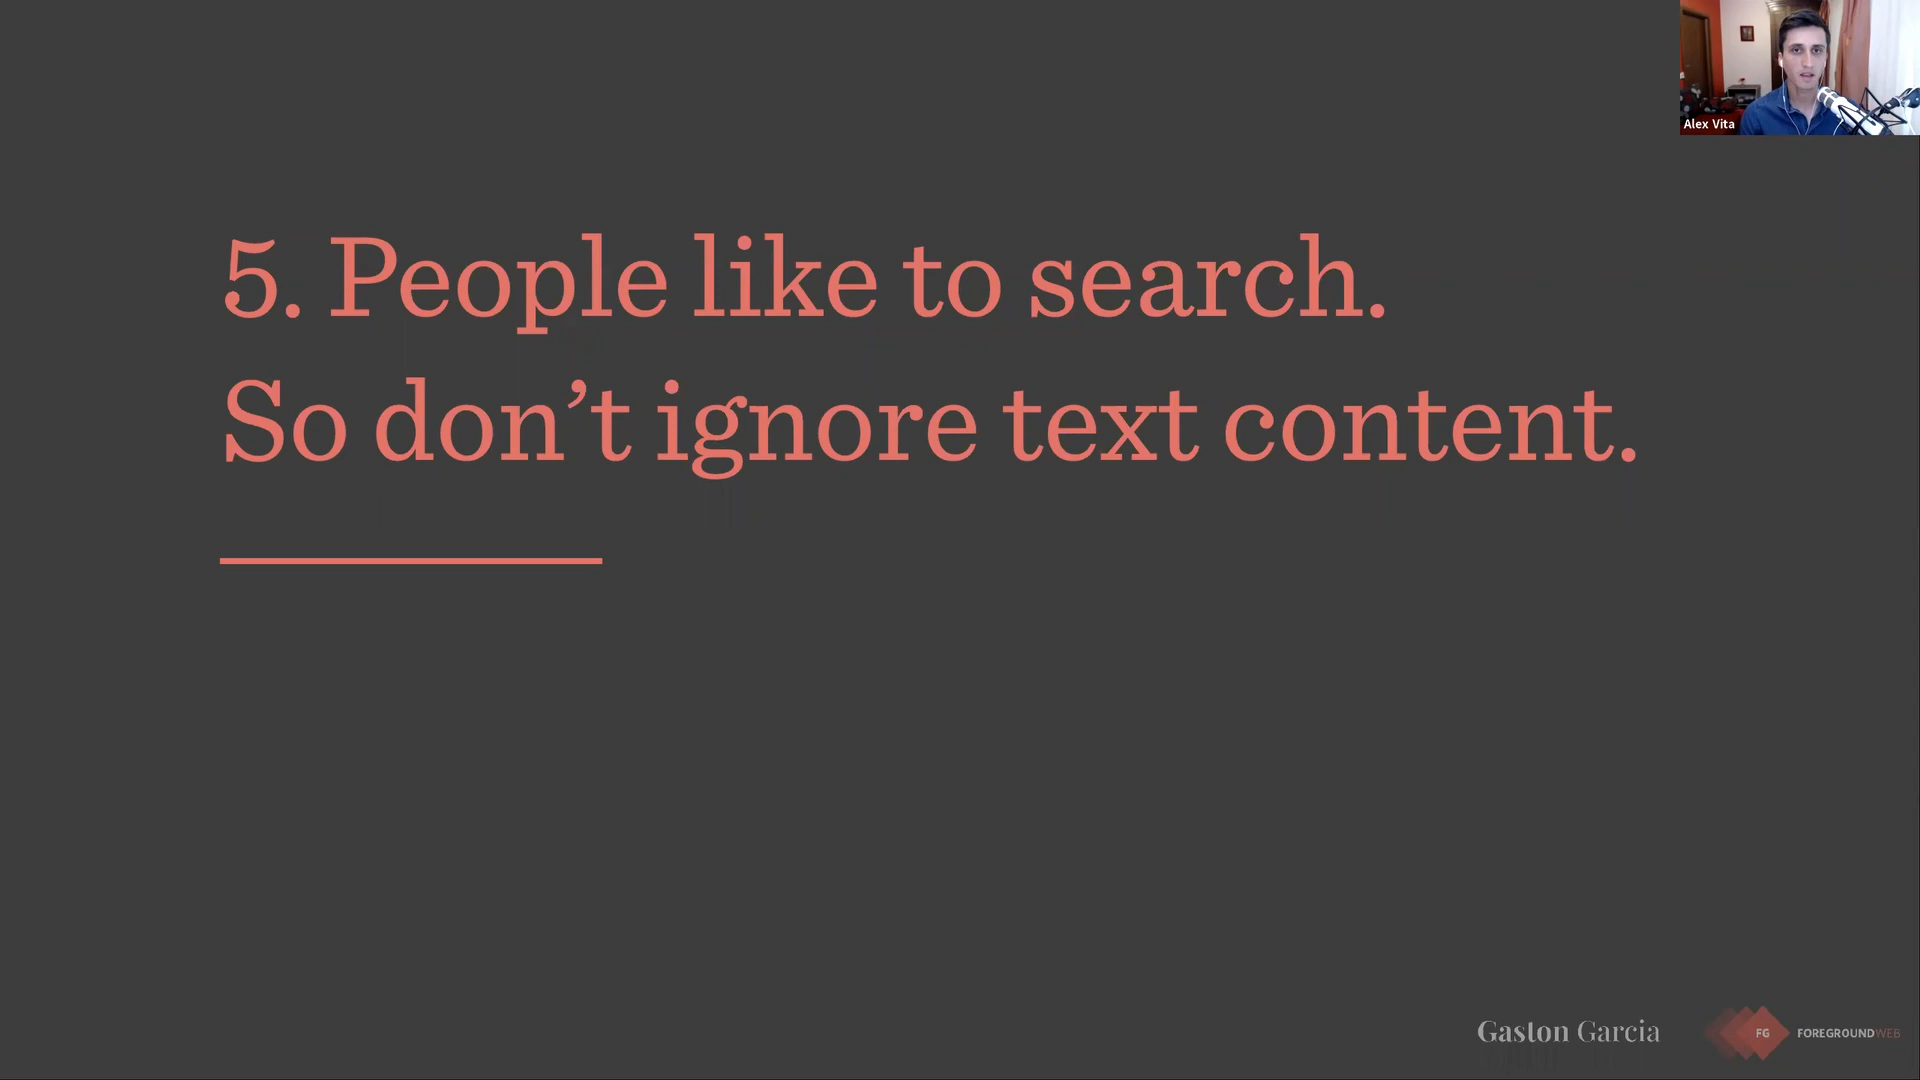 Alex Vita
5. People like to search.
So don’t ignore text content.
Gaston Garcia
FG
FOREGROUNDWEB